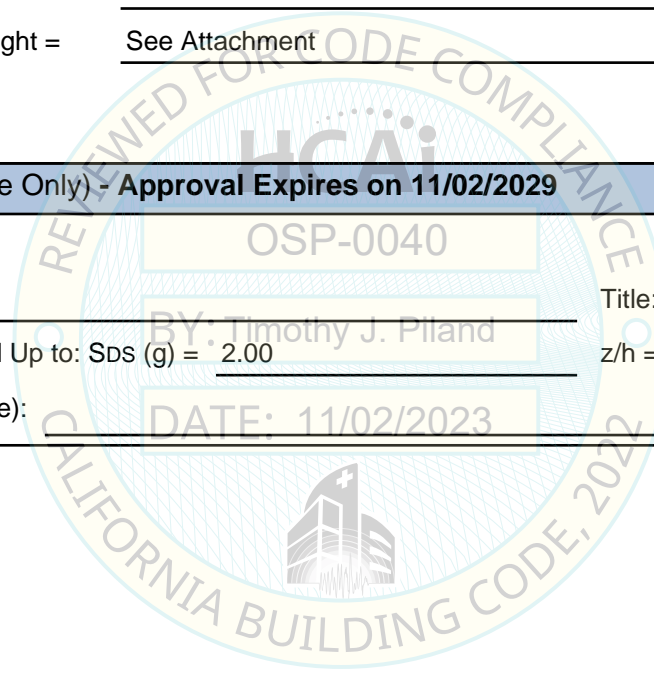 ght = See Attachment
REVIEWED FOR CODE COMPLIANCE
HCAi
e Only) - Approval Expires on 11/02/2029
OSP-0040
Title:
BY: Timothy J. Piland
Up to: SDS (g) = 2.00 z/h =
e):
DATE: 11/02/2023
CALIFORNIA BUILDING CODE, 2022